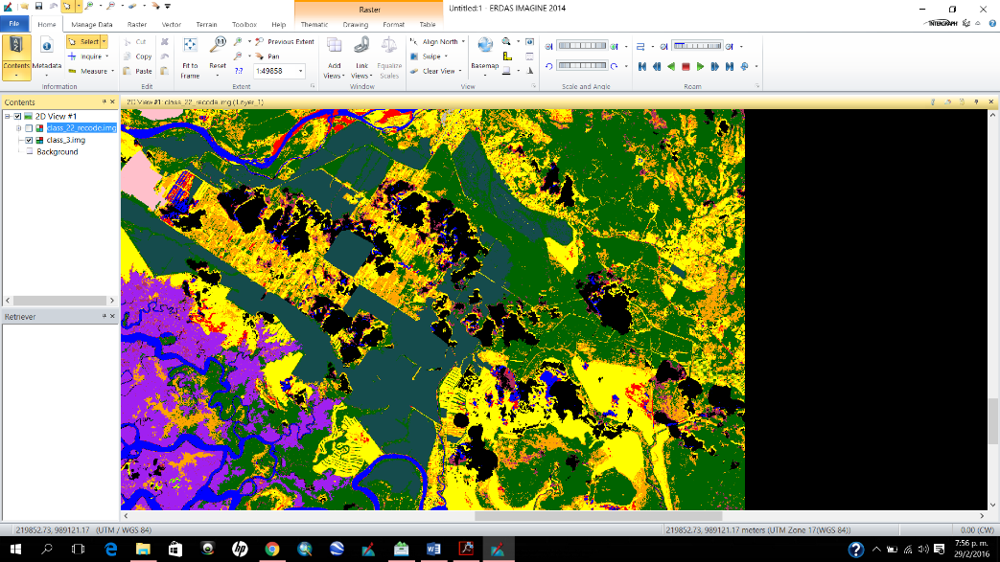 Raster
Untitled:1 - ERDAS IMAGINE 2014
File Home Manage Data Raster Vector Terrain Toolbox Help Thematic Drawing Format Table
INTERGRAPH
Contents
Metadata
Select
Inquire
Measure
Information
Cut
Copy
Paste
Edit
Fit to Frame
Reset
Previous Extent
Pan
?:?
1:49858
Extent
Add Views
Link Views
Equalize Scales
Window
Align North
Swipe
Clear View
Basemap
View
Scale and Angle
Roam
Contents
2D View #1: class_22_recode.img (:Layer_1)
2D View #1
class_22_recode.img
class_3.img
Background
Retriever
219852.73, 989121.17 (UTM / WGS 84)
219852.73, 989121.17 meters (UTM Zone 17(WGS 84))
0.00 (CW)
7:56 p. m.
29/2/2016